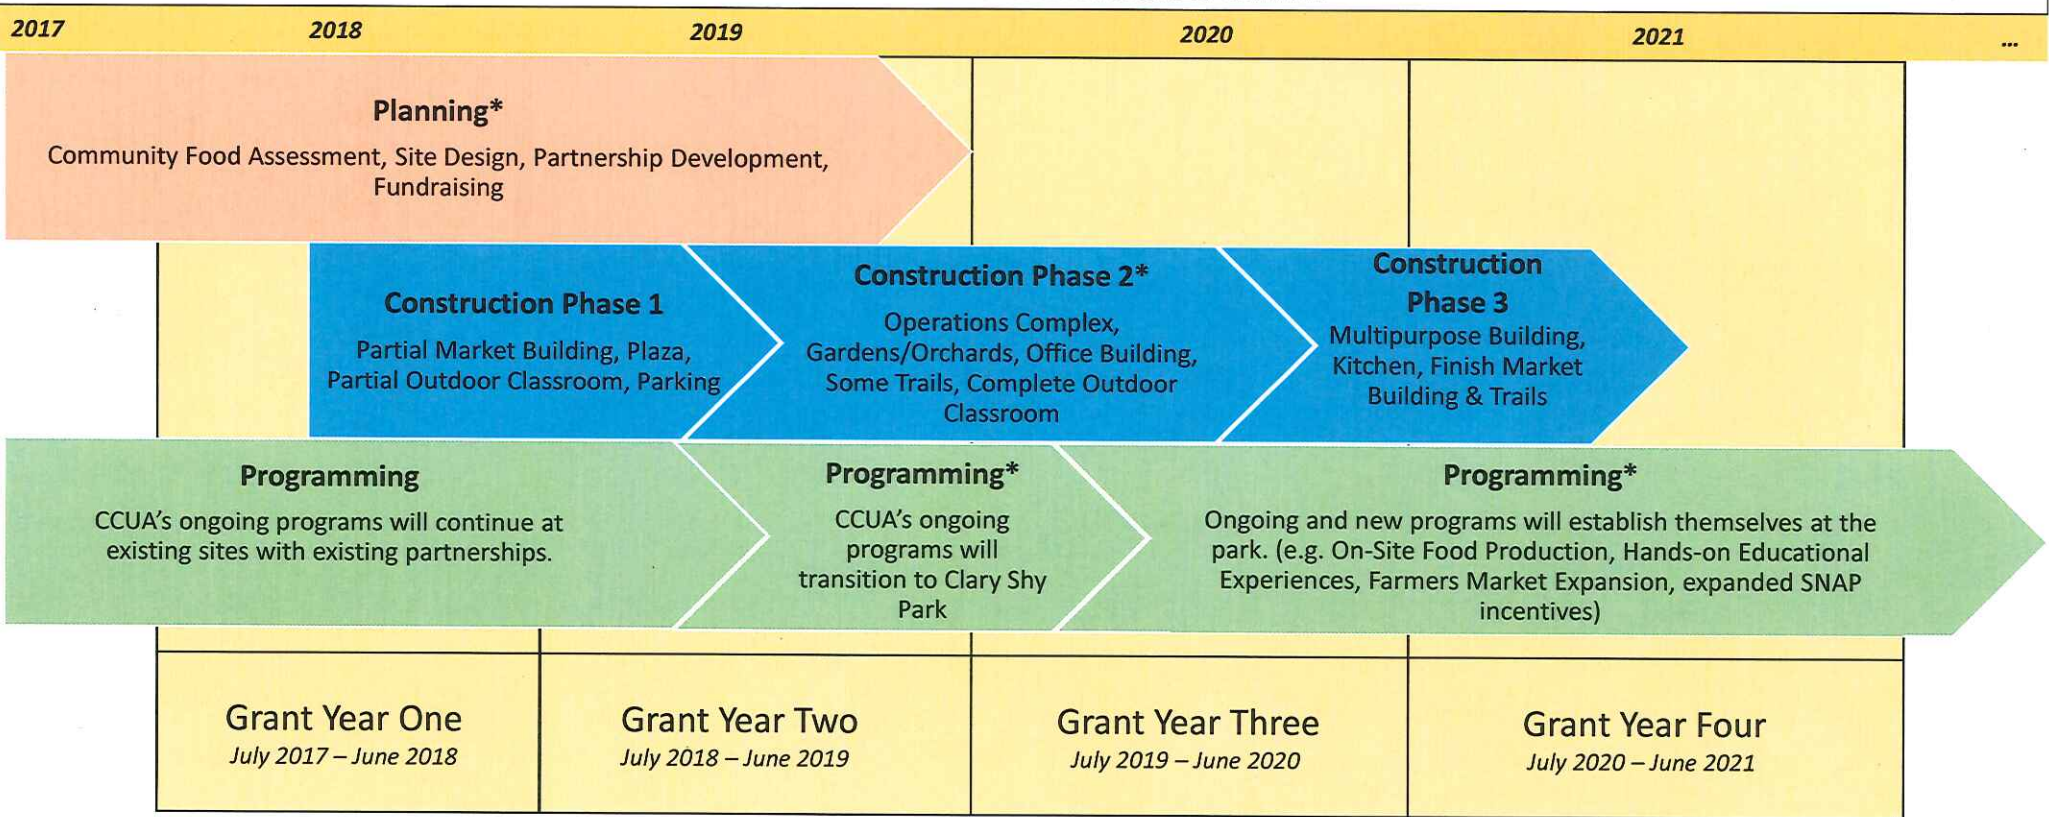 2017 2018 2019 2020 2021 ...
Planning*
Community Food Assessment, Site Design, Partnership Development,
Fundraising
Construction Phase 1
Partial Market Building, Plaza,
Partial Outdoor Classroom, Parking
Construction Phase 2*
Operations Complex,
Gardens/Orchards, Office Building,
Some Trails, Complete Outdoor
Classroom
Construction
Phase 3
Multipurpose Building,
Kitchen, Finish Market
Building & Trails
Programming
CCUA’s ongoing programs will continue at
existing sites with existing partnerships.
Programming*
CCUA’s ongoing
programs will
transition to Clary Shy
Park
Programming*
Ongoing and new programs will establish themselves at the
park. (e.g. On-Site Food Production, Hands-on Educational
Experiences, Farmers Market Expansion, expanded SNAP
incentives)
Grant Year One
July 2017 – June 2018
Grant Year Two
July 2018 – June 2019
Grant Year Three
July 2019 – June 2020
Grant Year Four
July 2020 – June 2021